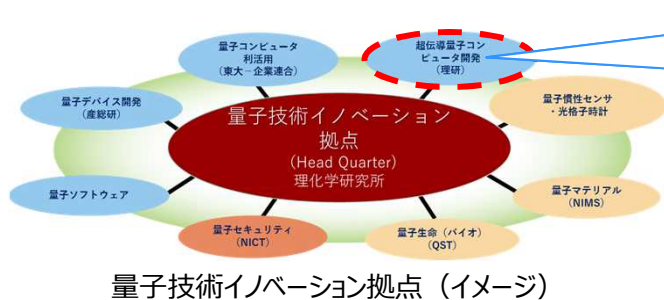 量子コンピュータ
利活用
(東大－企業連合)
超伝導量子コン
ピュータ開発
(理研)
量子デバイス開発
(産総研)
量子慣性センサ
・光格子時計
量子技術イノベーション
拠点
(Head Quarter)
理化学研究所
量子ソフトウェア
量子マテリアル
(NIMS)
量子セキュリティ
(NICT)
量子生命（バイオ）
(QST)
量子技術イノベーション拠点（イメージ）